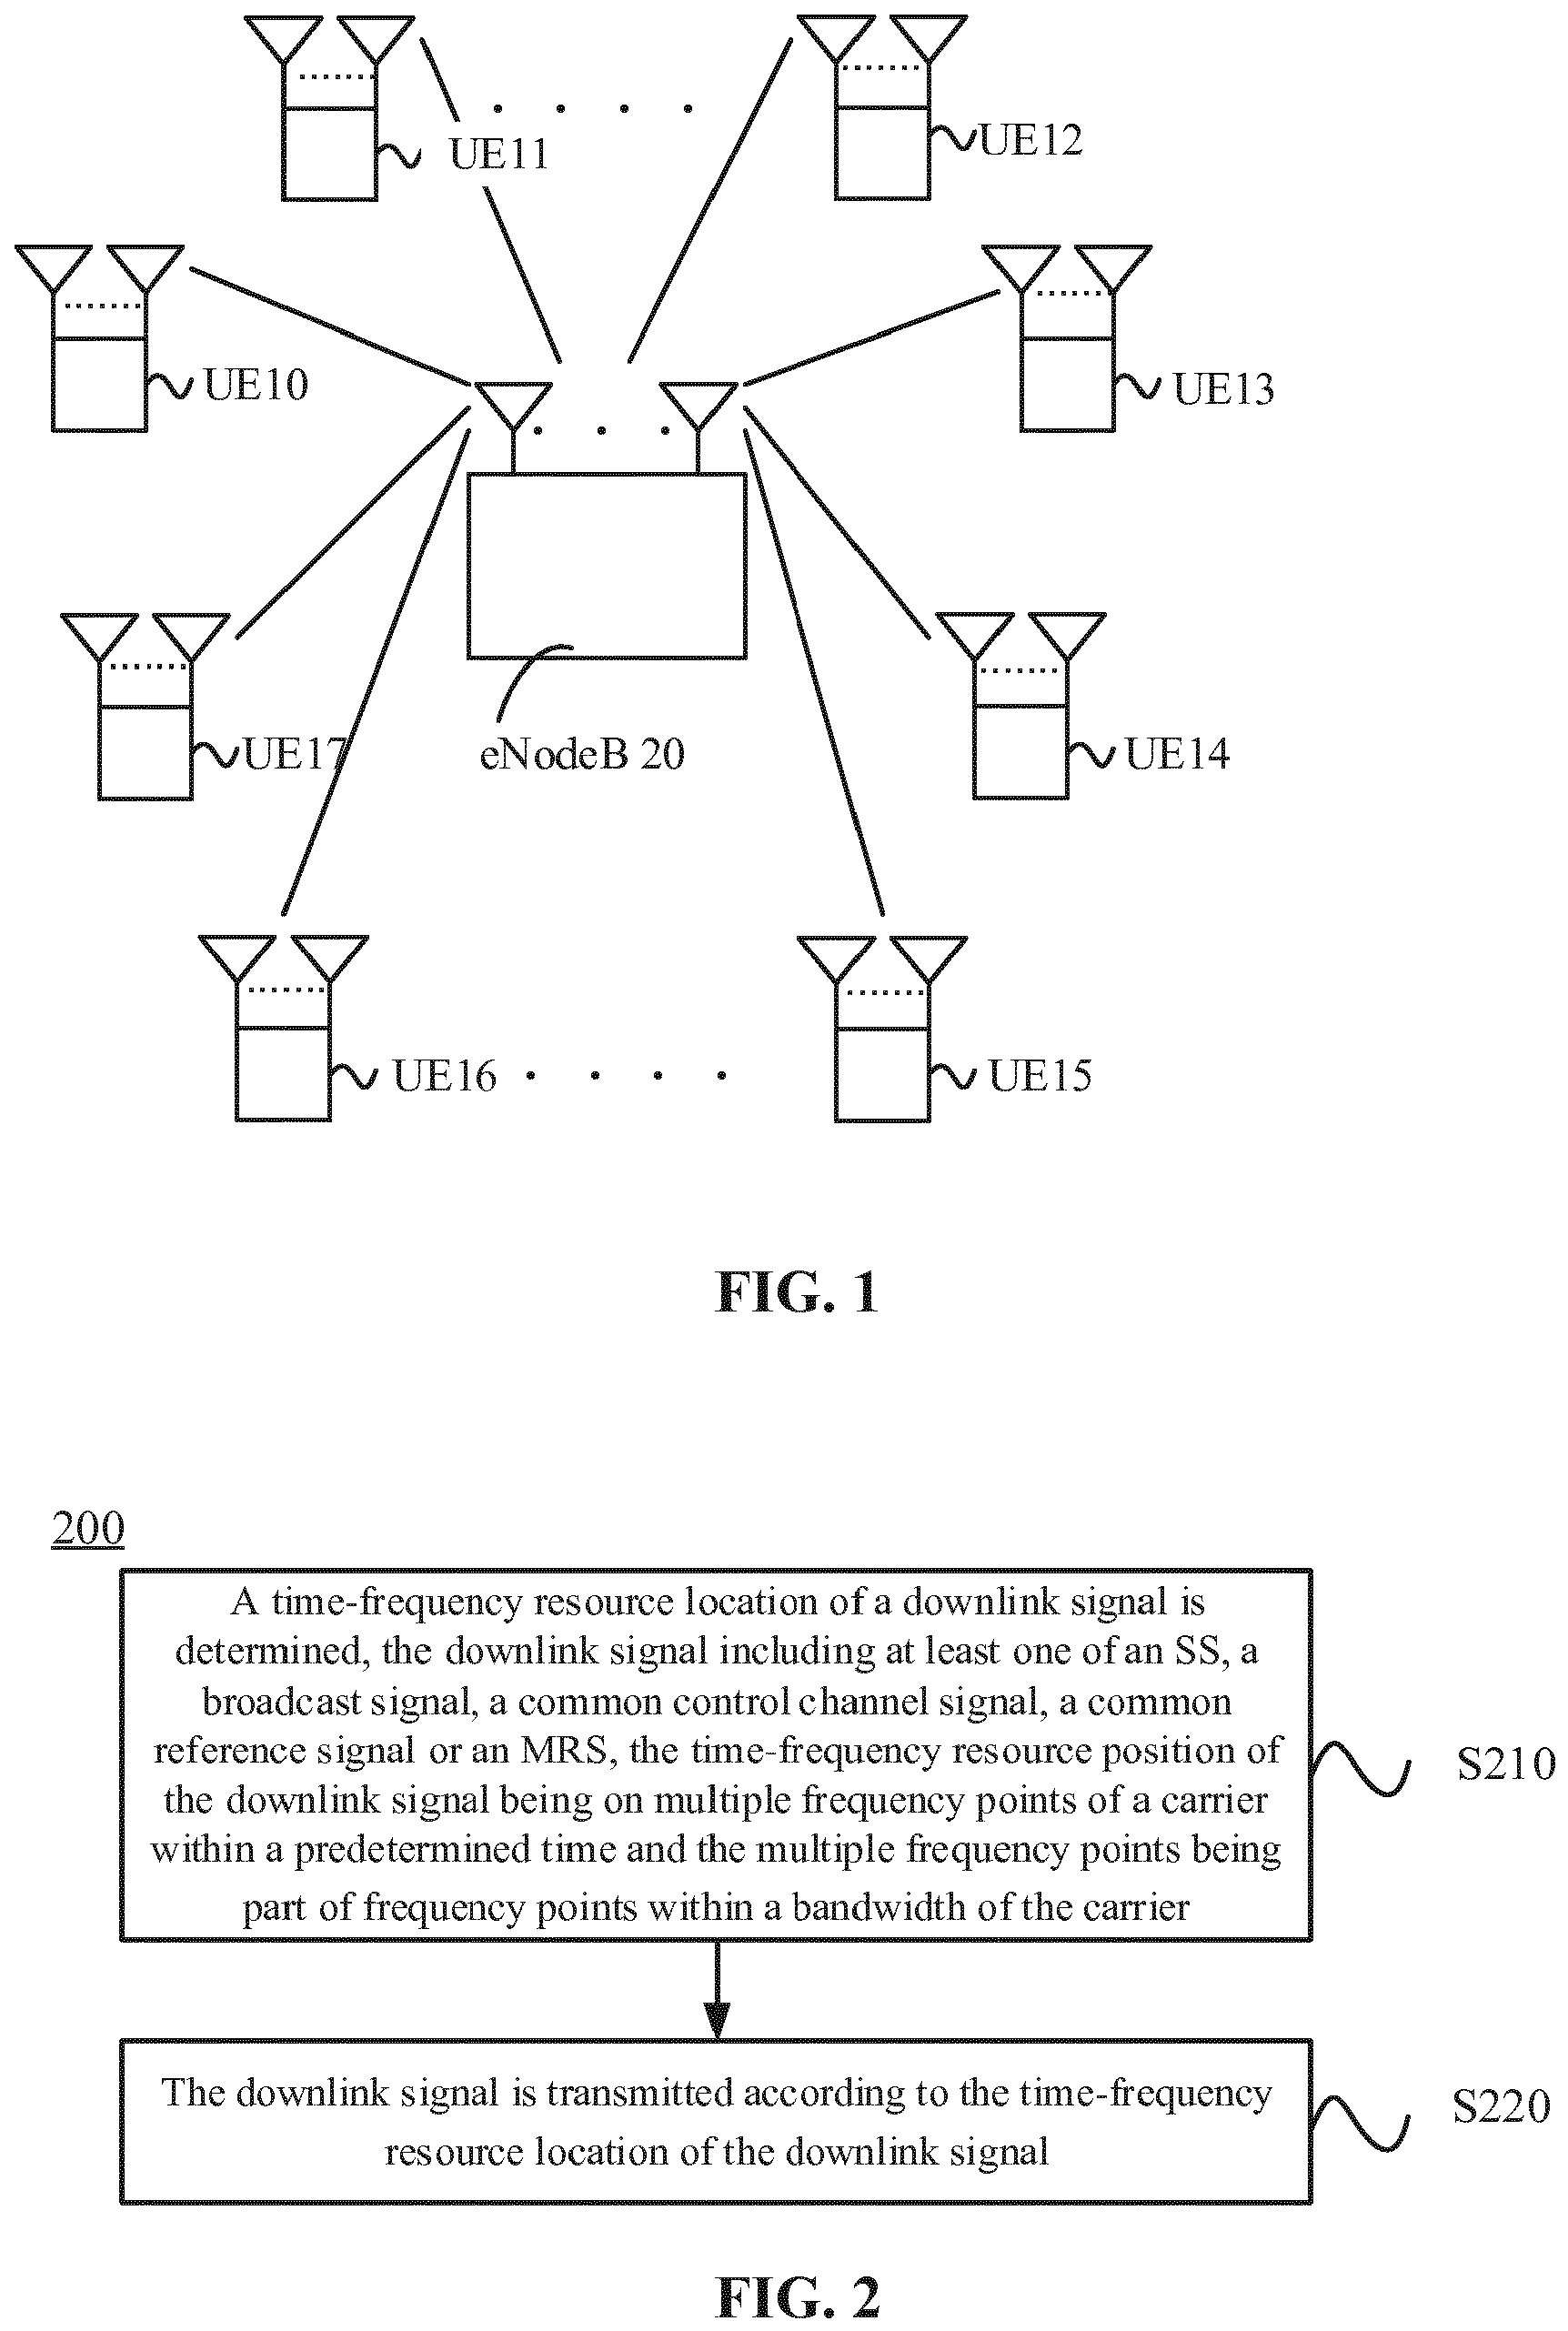 UE11
UE12
UE10
UE13
UE17
eNodeB 20
UE14
UE16
UE15
FIG. 1
200
A time-frequency resource location of a downlink signal is
determined, the downlink signal including at least one of an SS, a
broadcast signal, a common control channel signal, a common
reference signal or an MRS, the time-frequency resource position of
the downlink signal being on multiple frequency points of a carrier
within a predetermined time and the multiple frequency points being
part of frequency points within a bandwidth of the carrier
S210
The downlink signal is transmitted according to the time-frequency
resource location of the downlink signal
S220
FIG. 2